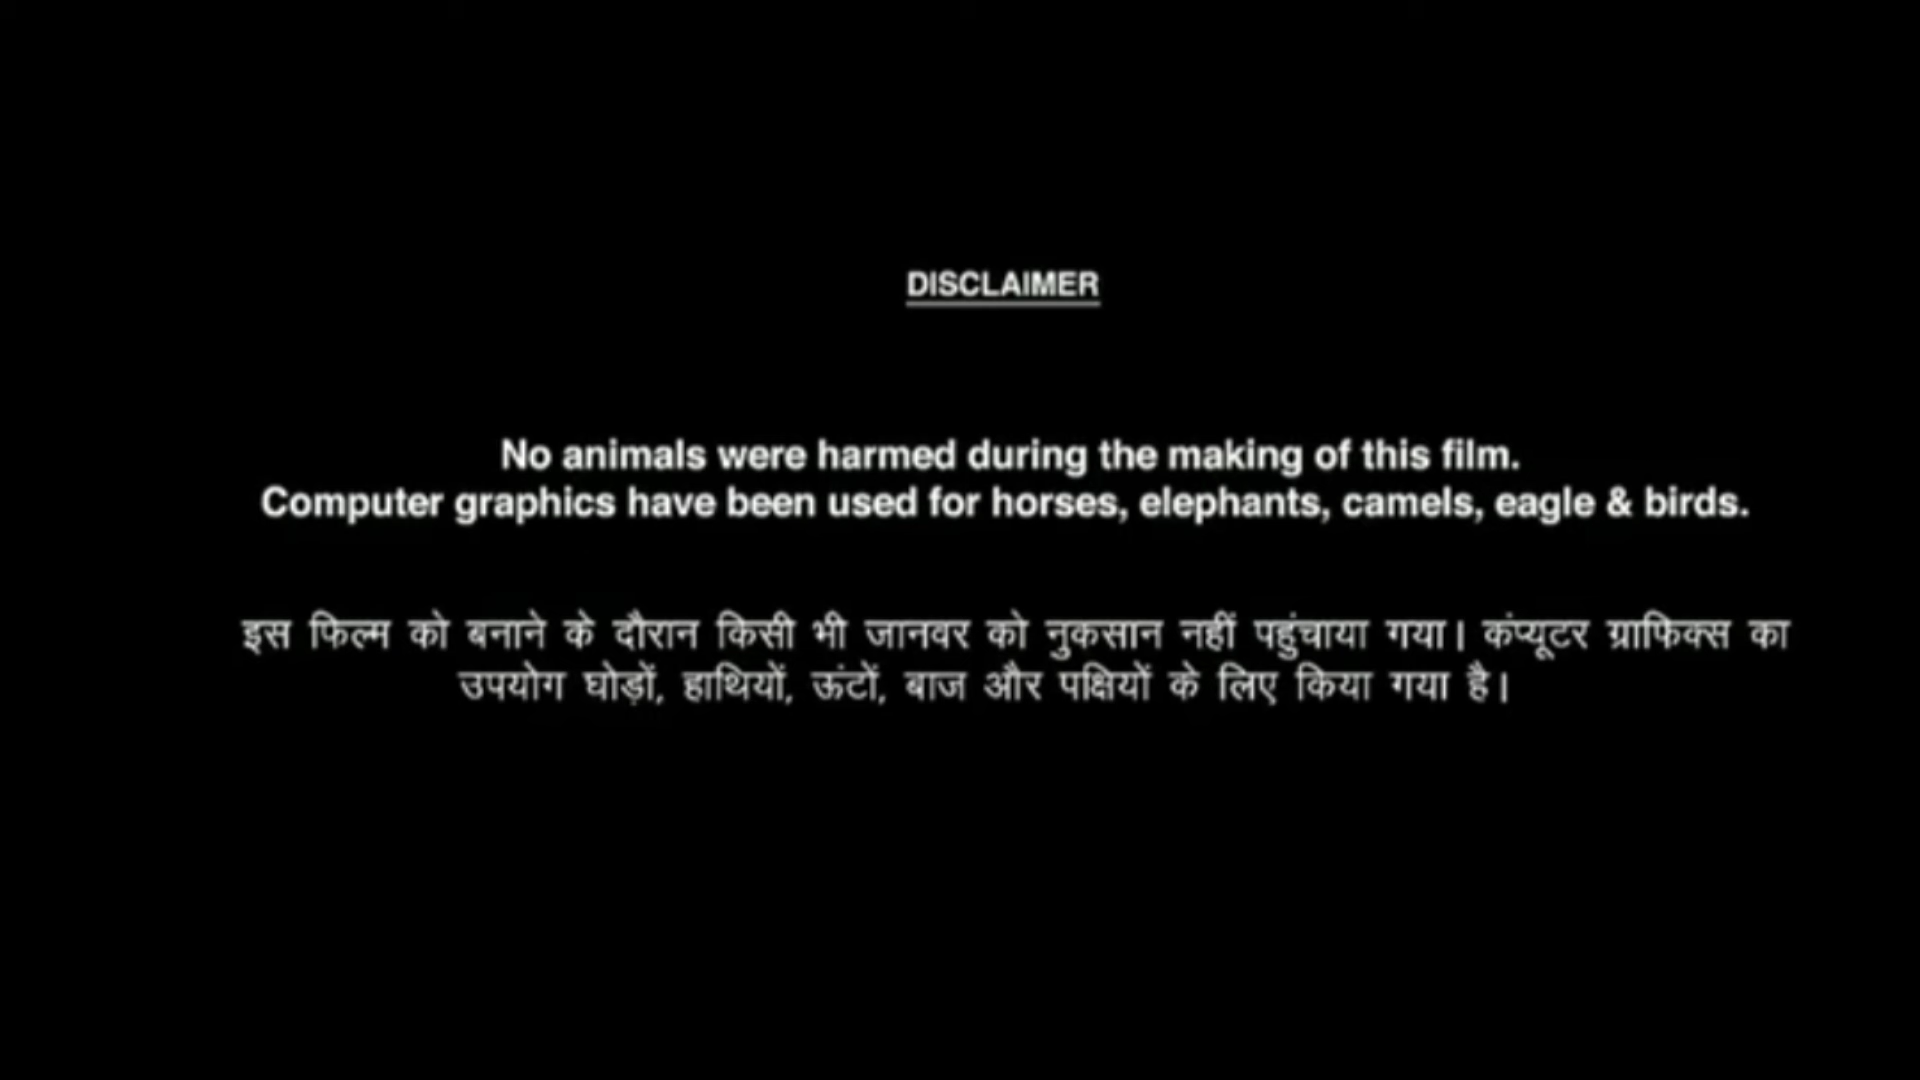 DISCLAIMER
No animals were harmed during the making of this film.
Computer graphics have been used for horses, elephants, camels, eagle & birds.
इस फिल्म को बनाने के दौरान किसी भी जानवर को नुकसान नहीं पहुंचाया गया। कंप्यूटर ग्राफिक्स का
उपयोग घोड़ों, हाथियों, ऊंटों, बाज और पक्षियों के लिए किया गया है।